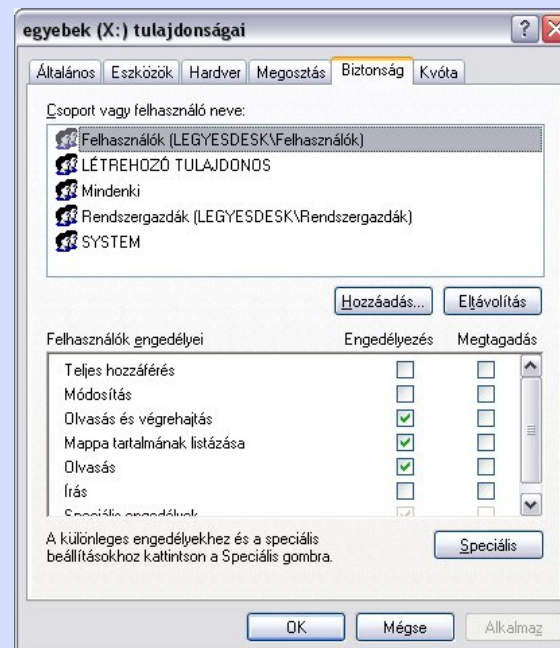 egyebek (X:) tulajdonságai
Általános Eszközök Hardver Megosztás Biztonság Kvóta
Csoport vagy felhasználó neve:
Felhasználók (LEGYESDESK\Felhasználók)
LÉTREHOZÓ TULAJDONOS
Mindenki
Rendszergazdák (LEGYESDESK\Rendszergazdák)
SYSTEM
Hozzáadás... Eltávolítás
Felhasználók engedélyei Engedélyezés Megtagadás
Teljes hozzáférés
Módosítás
Olvasás és végrehajtás
Mappa tartalmának listázása
Olvasás
Írás
Speciális engedélyek
A különleges engedélyekhez és a speciális
beállításokhoz kattintson a Speciális gombra.
Speciális
OK Mégse Alkalmaz